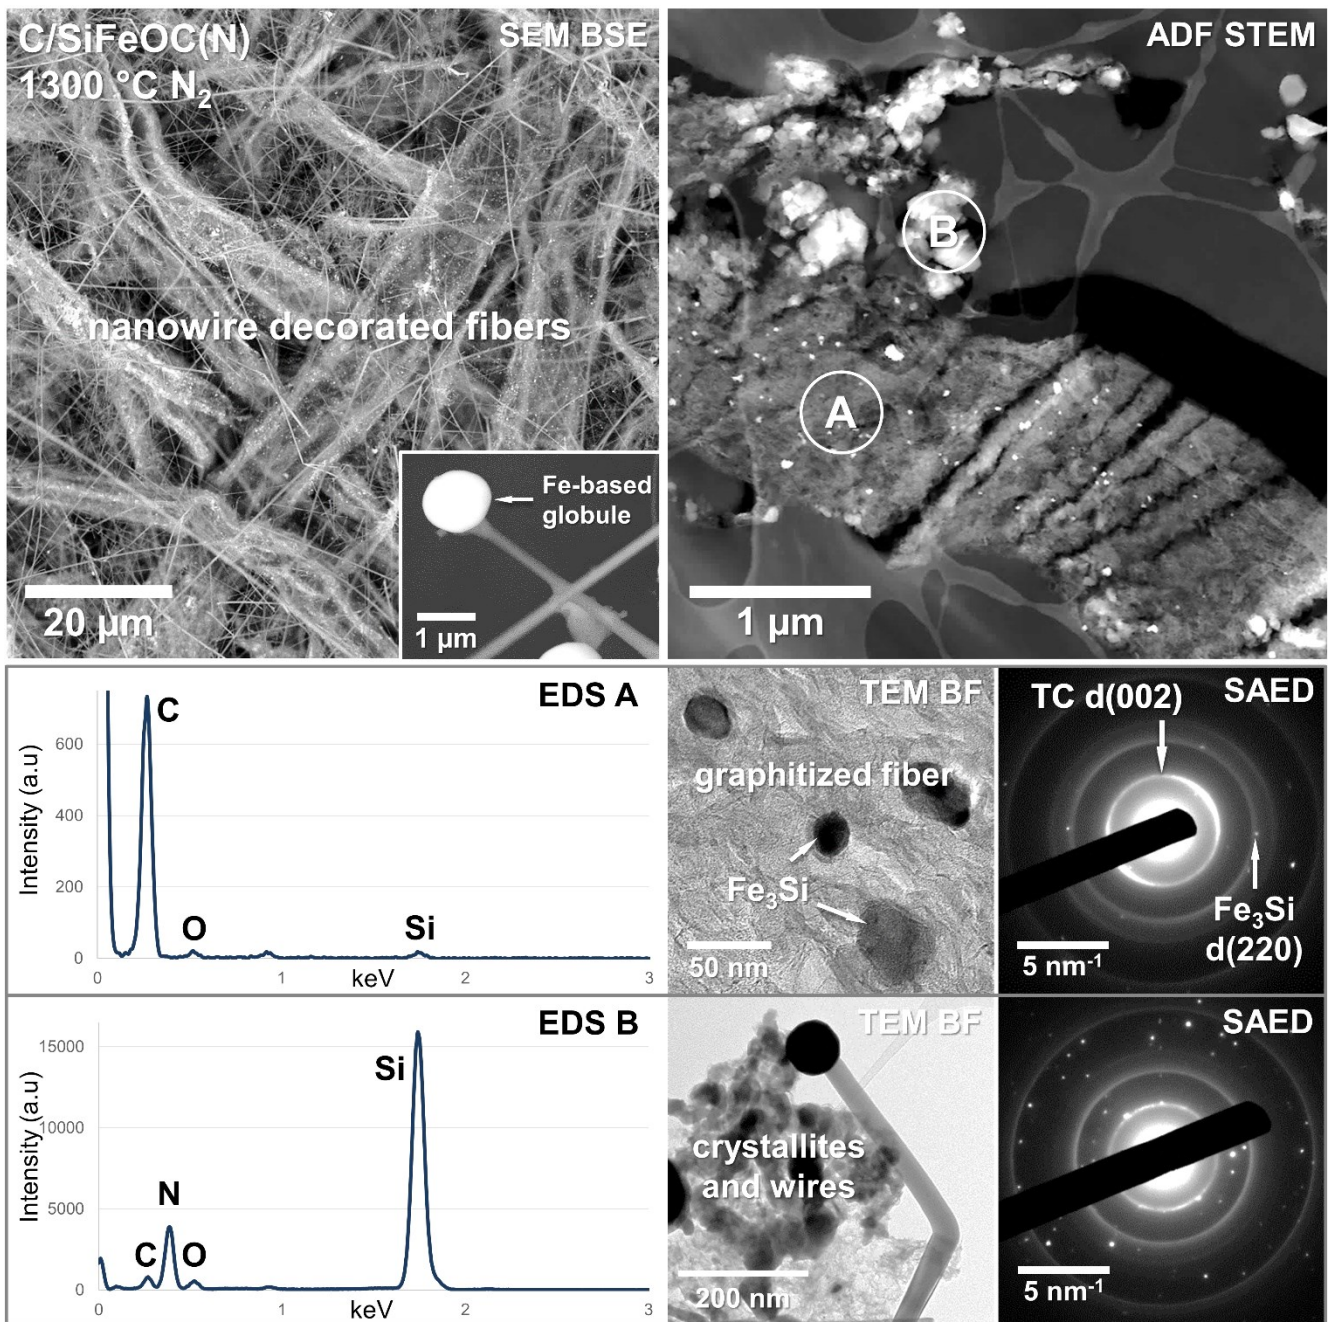 C/SiFeOC(N)
1300 °C N₂
SEM BSE
nanowire decorated fibers
20 µm
Fe-based
globule
1 µm
ADF STEM
B
A
1 µm
EDS A
C
O
Si
600
400
200
0
Intensity (a.u)
0
1
2
3
keV
TEM BF
graphitized fiber
Fe₃Si
50 nm
SAED
TC d(002)
Fe₃Si
d(220)
5 nm⁻¹
EDS B
Si
N
C
O
15000
10000
5000
0
Intensity (a.u)
0
1
2
3
keV
TEM BF
crystallites
and wires
200 nm
SAED
5 nm⁻¹